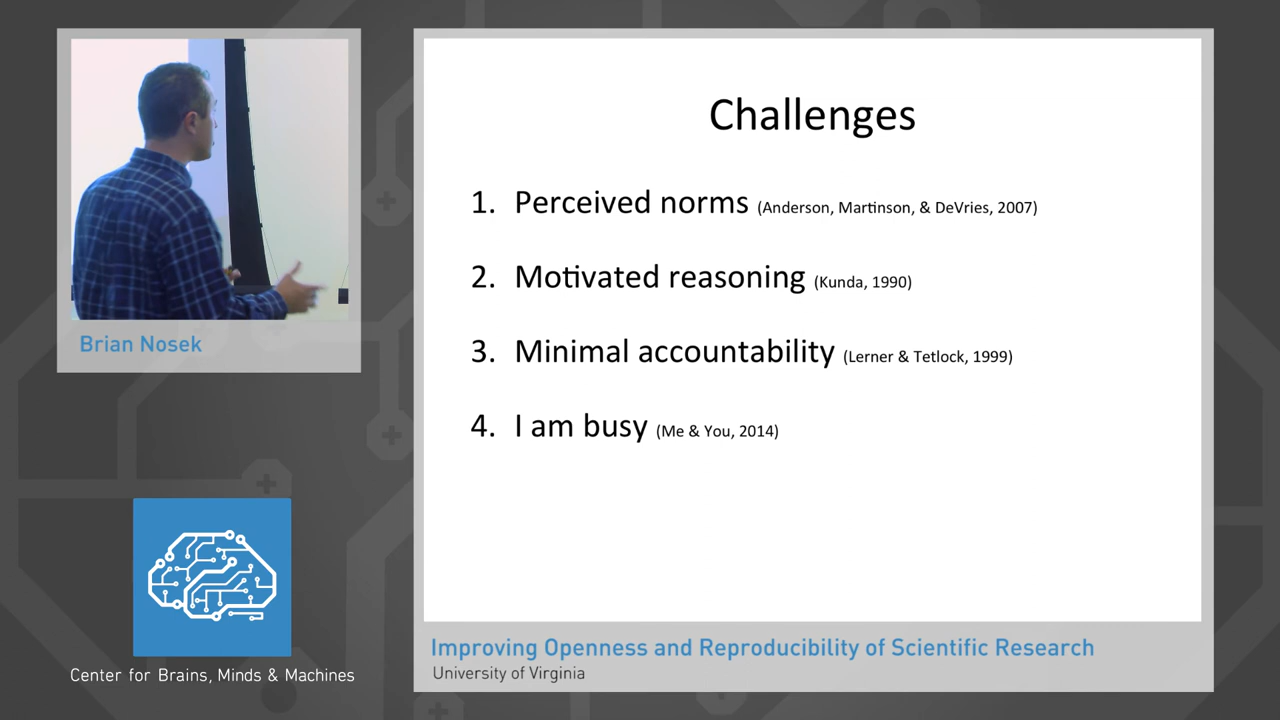 Challenges
1. Perceived norms (Anderson, Martinson, & DeVries, 2007)
2. Motivated reasoning (Kunda, 1990)
3. Minimal accountability (Lerner & Tetlock, 1999)
4. I am busy (Me & You, 2014)
Brian Nosek
Center for Brains, Minds & Machines
Improving Openness and Reproducibility of Scientific Research
University of Virginia